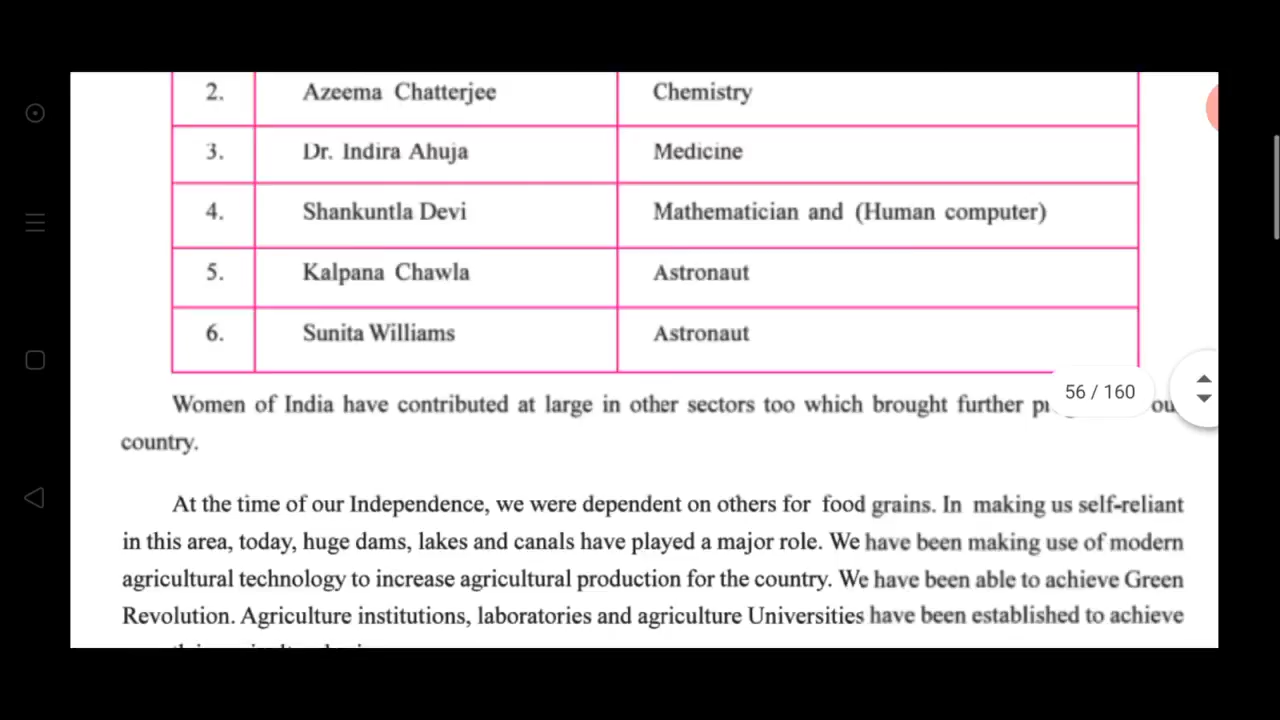 2. Azeema Chatterjee Chemistry
3. Dr. Indira Ahuja Medicine
4. Shankuntla Devi Mathematician and (Human computer)
5. Kalpana Chawla Astronaut
6. Sunita Williams Astronaut
56 / 160
Women of India have contributed at large in other sectors too which brought further
country.
At the time of our Independence, we were dependent on others for food grains. In making us self-reliant
in this area, today, huge dams, lakes and canals have played a major role. We have been making use of modern
agricultural technology to increase agricultural production for the country. We have been able to achieve Green
Revolution. Agriculture institutions, laboratories and agriculture Universities have been established to achieve